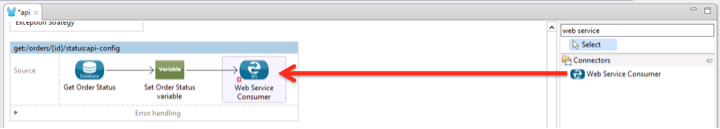 *api
Exception Strategy
web service
Select
Connectors
Web Service Consumer
get:/orders/{id}/status:api-config
Source
Database
Variable
WS
Get Order Status
Set Order Status
variable
Web Service
Consumer
Error handling